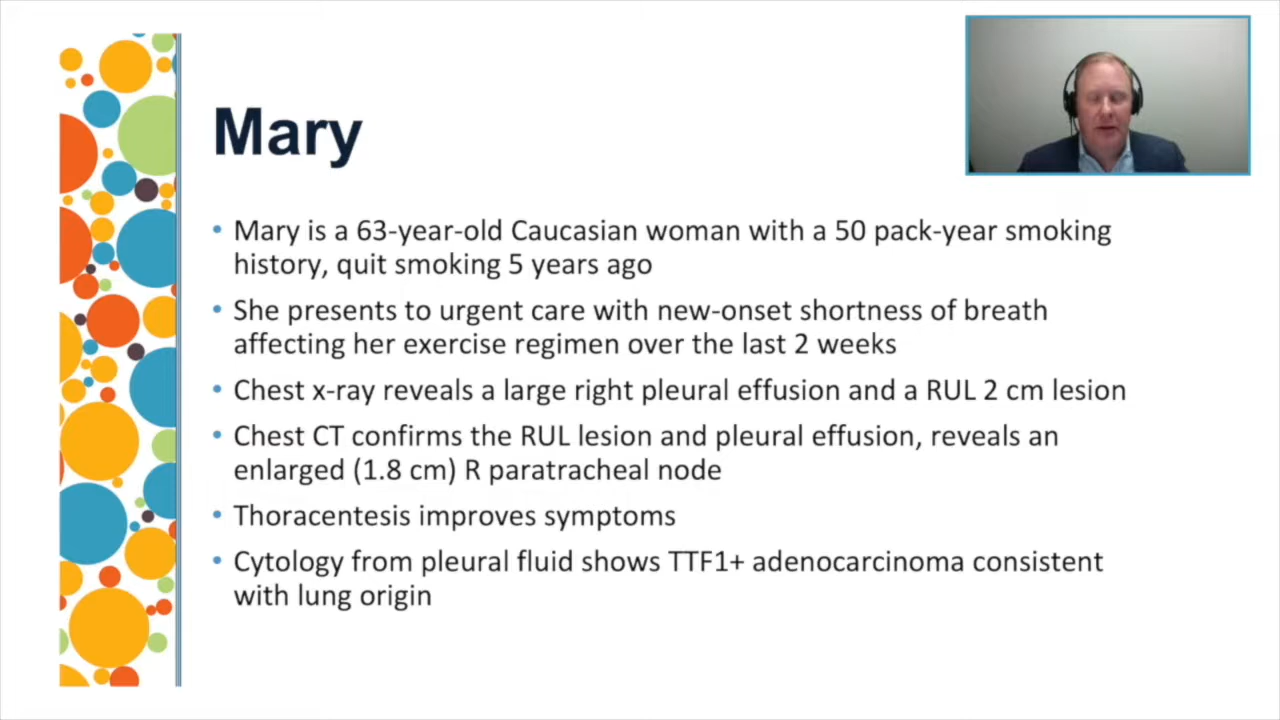 Mary
• Mary is a 63-year-old Caucasian woman with a 50 pack-year smoking
history, quit smoking 5 years ago
• She presents to urgent care with new-onset shortness of breath
affecting her exercise regimen over the last 2 weeks
• Chest x-ray reveals a large right pleural effusion and a RUL 2 cm lesion
• Chest CT confirms the RUL lesion and pleural effusion, reveals an
enlarged (1.8 cm) R paratracheal node
• Thoracentesis improves symptoms
• Cytology from pleural fluid shows TTF1+ adenocarcinoma consistent
with lung origin